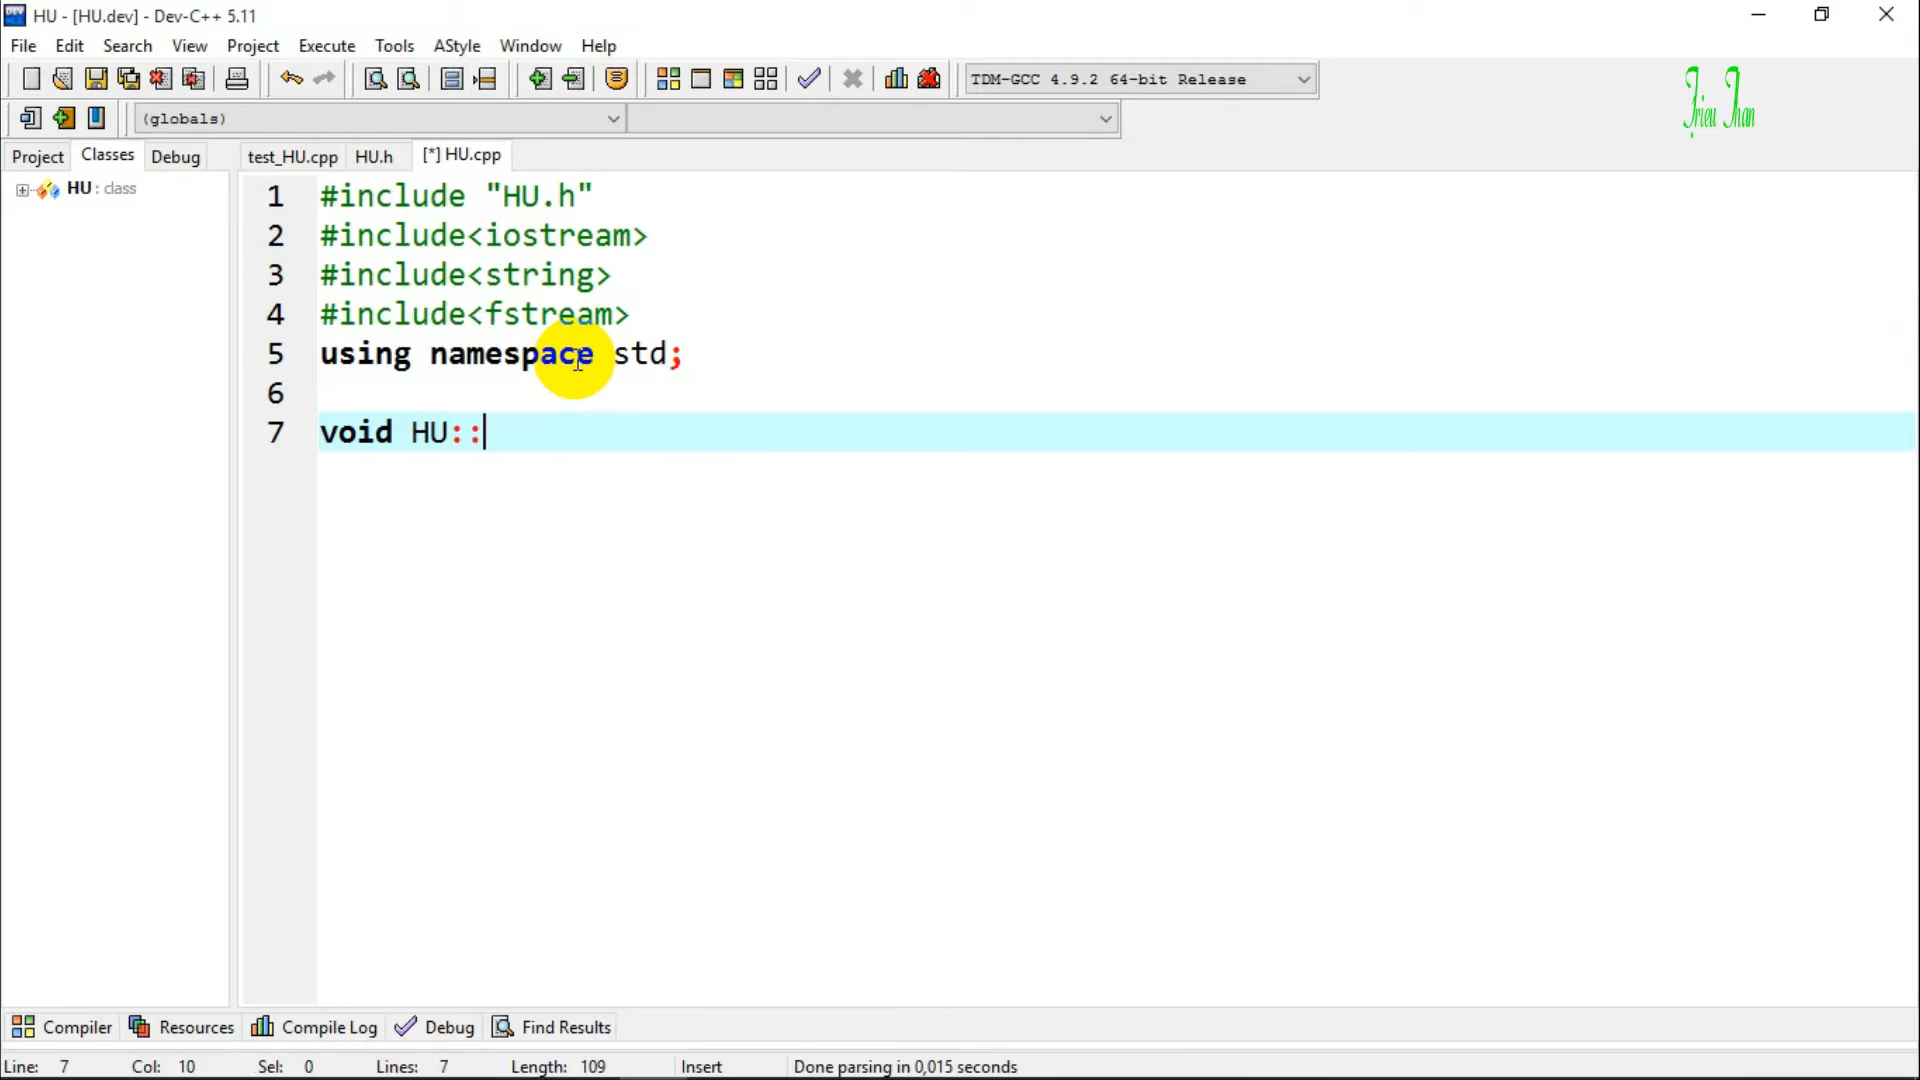 HU - [HU.dev] - Dev-C++ 5.11
File Edit Search View Project Execute Tools AStyle Window Help
TDM-GCC 4.9.2 64-bit Release
Trieu Than
(globals)
Project Classes Debug test_HU.cpp HU.h [*] HU.cpp
HU : class
1 #include "HU.h"
2 #include<iostream>
3 #include<string>
4 #include<fstream>
5 using namespace std;
6
7 void HU::
Compiler Resources Compile Log Debug Find Results
Line: 7 Col: 10 Sel: 0 Lines: 7 Length: 109 Insert Done parsing in 0,015 seconds